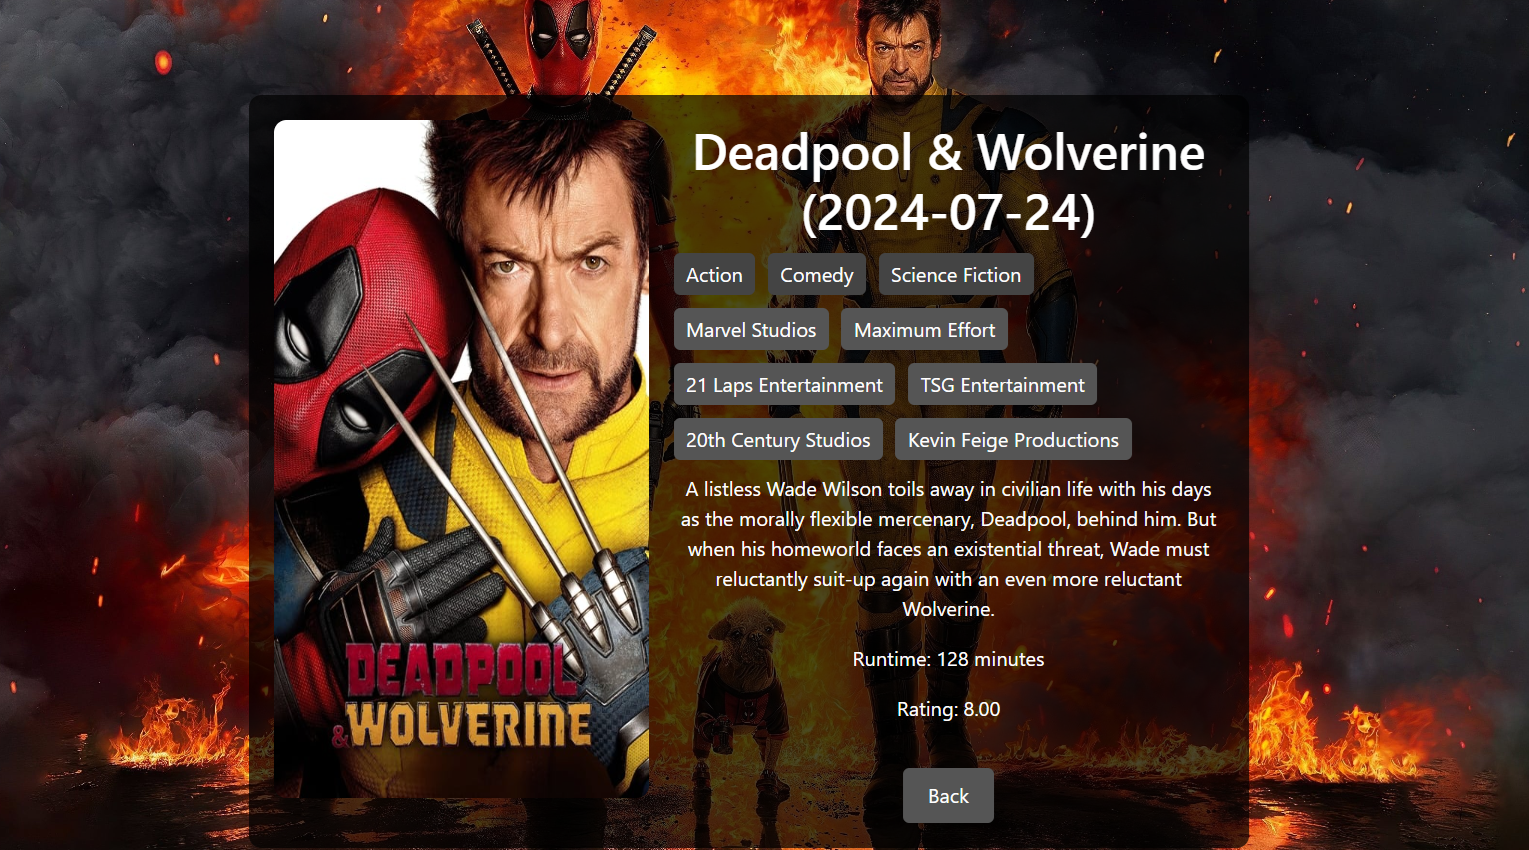 DEADPOOL
& WOLVERINE
Deadpool & Wolverine
(2024-07-24)
Action Comedy Science Fiction
Marvel Studios Maximum Effort
21 Laps Entertainment TSG Entertainment
20th Century Studios Kevin Feige Productions
A listless Wade Wilson toils away in civilian life with his days
as the morally flexible mercenary, Deadpool, behind him. But
when his homeworld faces an existential threat, Wade must
reluctantly suit-up again with an even more reluctant
Wolverine.
Runtime: 128 minutes
Rating: 8.00
Back